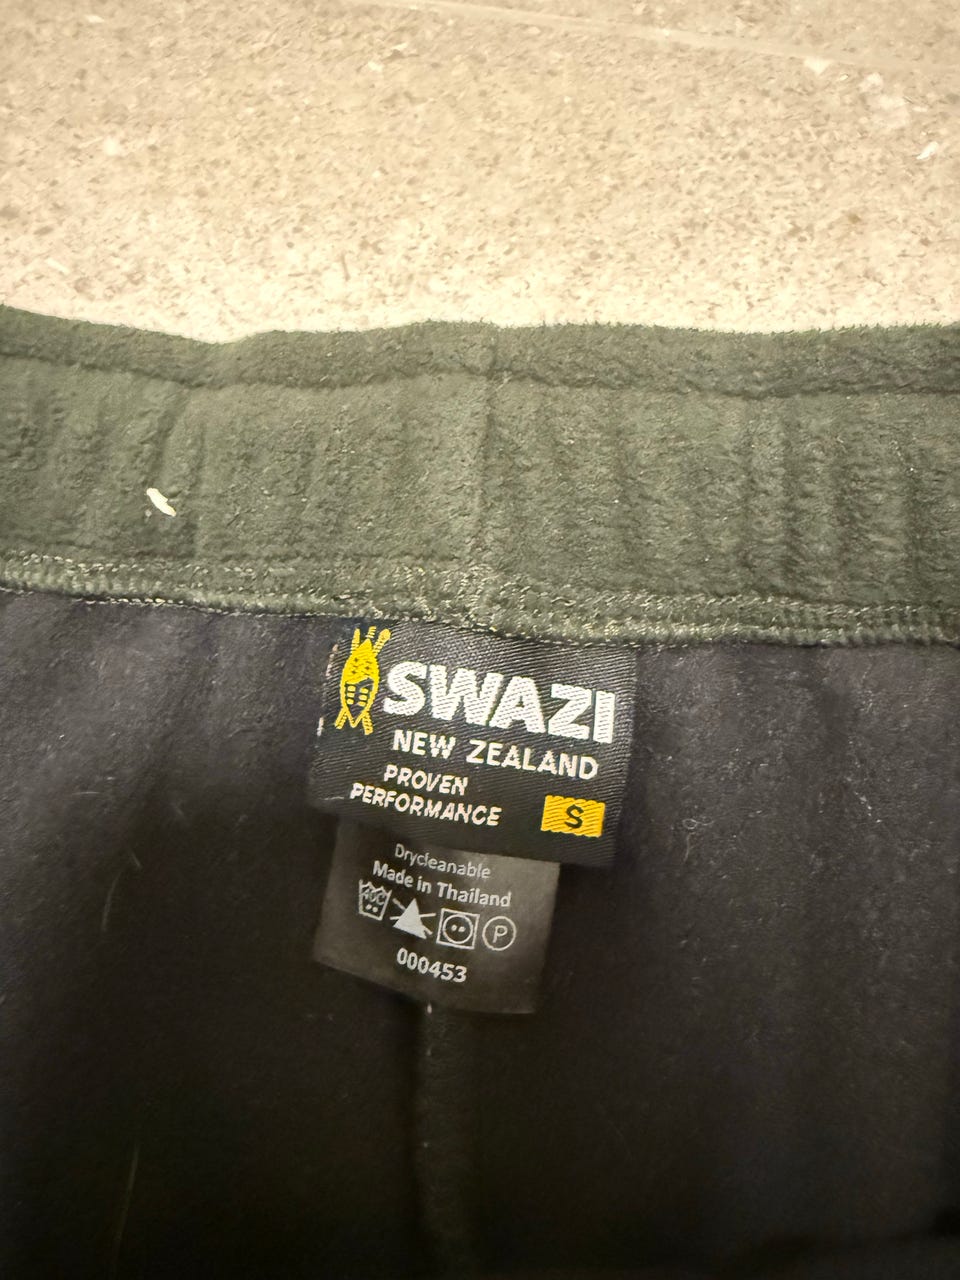 SWAZI
NEW ZEALAND
PROVEN
PERFORMANCE
S
Drycleanable
Made in Thailand
P
000453